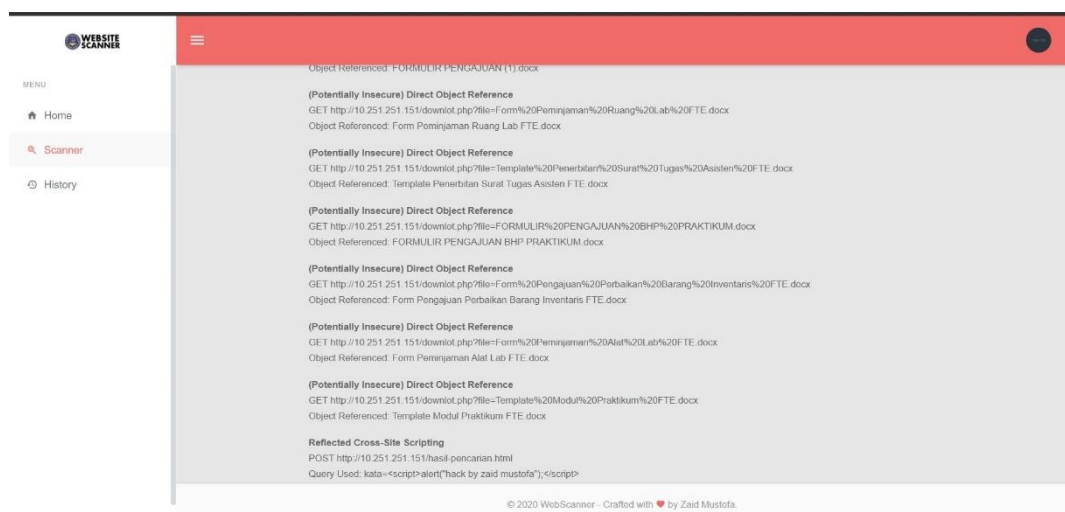 WEBSITE
SCANNER
MENU
Home
Scanner
History
Object Referenced: FORMULIR PENGAJUAN (1).docx
(Potentially Insecure) Direct Object Reference
GET http://10.251.251.151/downlot.php?file=Form%20Peminjaman%20Ruang%20Lab%20FTE.docx
Object Referenced: Form Peminjaman Ruang Lab FTE.docx
(Potentially Insecure) Direct Object Reference
GET http://10.251.251.151/downlot.php?file=Template%20Penerbitan%20Surat%20Tugas%20Asisten%20FTE.docx
Object Referenced: Template Penerbitan Surat Tugas Asisten FTE.docx
(Potentially Insecure) Direct Object Reference
GET http://10.251.251.151/downlot.php?file=FORMULIR%20PENGAJUAN%20BHP%20PRAKTIKUM.docx
Object Referenced: FORMULIR PENGAJUAN BHP PRAKTIKUM.docx
(Potentially Insecure) Direct Object Reference
GET http://10.251.251.151/downlot.php?file=Form%20Pengajuan%20Perbaikan%20Barang%20Inventaris%20FTE.docx
Object Referenced: Form Pengajuan Perbaikan Barang Inventaris FTE.docx
(Potentially Insecure) Direct Object Reference
GET http://10.251.251.151/downlot.php?file=Form%20Peminjaman%20Alat%20Lab%20FTE.docx
Object Referenced: Form Peminjaman Alat Lab FTE.docx
(Potentially Insecure) Direct Object Reference
GET http://10.251.251.151/downlot.php?file=Template%20Modul%20Praktikum%20FTE.docx
Object Referenced: Template Modul Praktikum FTE.docx
Reflected Cross-Site Scripting
POST http://10.251.251.151/hasil-pencarian.html
Query Used: kata=<script>alert("hack by zaid mustofa");</script>
© 2020 WebScanner - Crafted with ❤ by Zaid Mustofa.